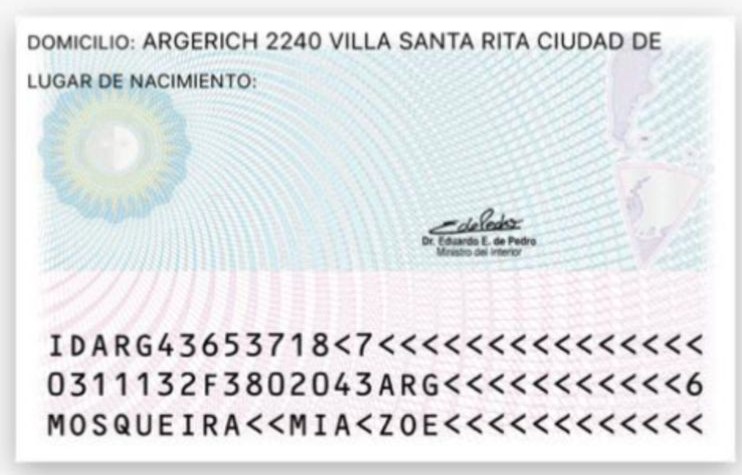 DOMICILIO: ARGERICH 2240 VILLA SANTA RITA CIUDAD DE
LUGAR DE NACIMIENTO:
Dr. Eduardo E. de Pedro
Ministro del Interior
IDARG43653718<7<<<<<<<<<<<<<<<
0311132F3802043ARG<<<<<<<<<<<6
MOSQUEIRA<<MIA<ZOE<<<<<<<<<<<<